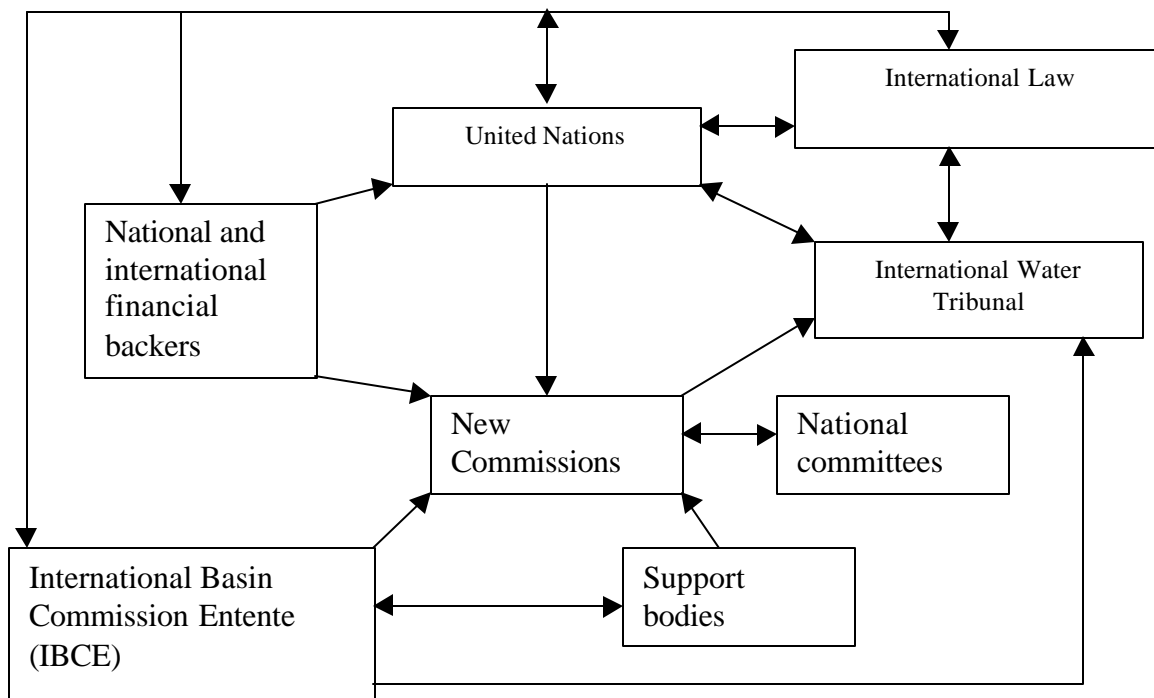 International Law
United Nations
National and
international
financial
backers
International Water
Tribunal
New
Commissions
National
committees
International Basin
Commission Entente
(IBCE)
Support
bodies